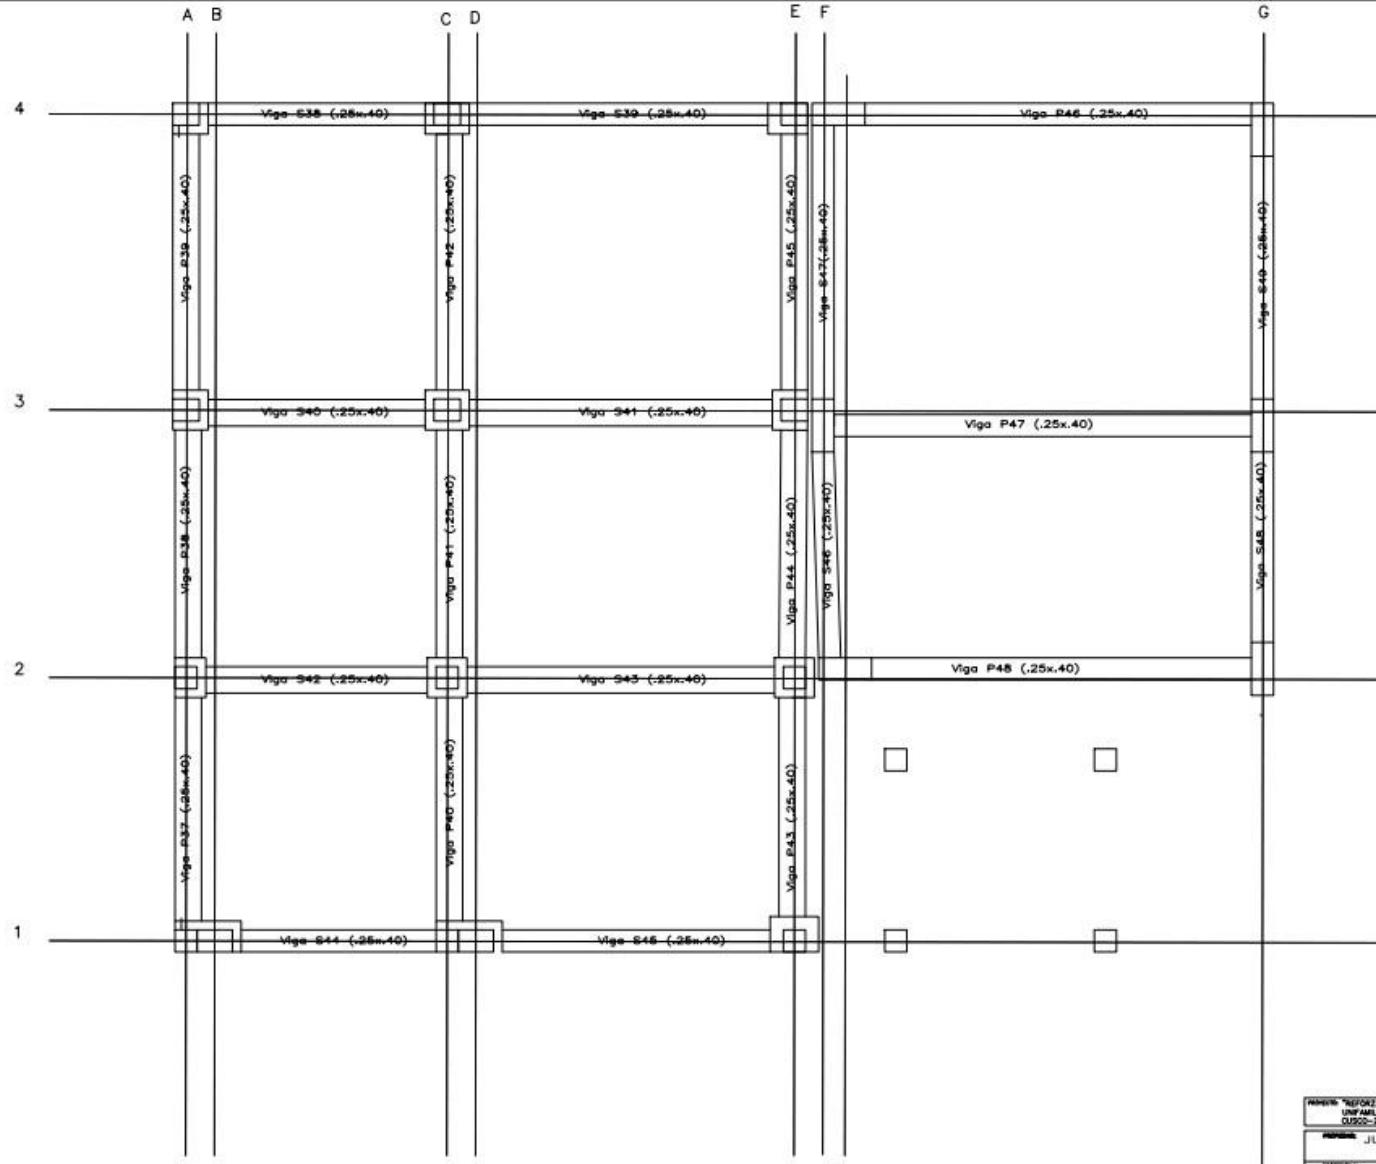 A B C D E F G
4
Viga S38 (.25x.40)
Viga S39 (.25x.40)
Viga P46 (.25x.40)
Viga P39 (.25x.40)
Viga P42 (.25x.40)
Viga P45 (.25x.40)
Viga S47(.25x.40)
Viga S49 (.25x.40)
3
Viga S40 (.25x.40)
Viga S41 (.25x.40)
Viga P47 (.25x.40)
Viga P38 (.25x.40)
Viga P41 (.25x.40)
Viga P44 (.25x.40)
Viga S46 (.25x.40)
Viga S48 (.25x.40)
2
Viga S42 (.25x.40)
Viga S43 (.25x.40)
Viga P48 (.25x.40)
Viga P37 (.25x.40)
Viga P40 (.25x.40)
Viga P43 (.25x.40)
1
Viga S44 (.25x.40)
Viga S45 (.25x.40)